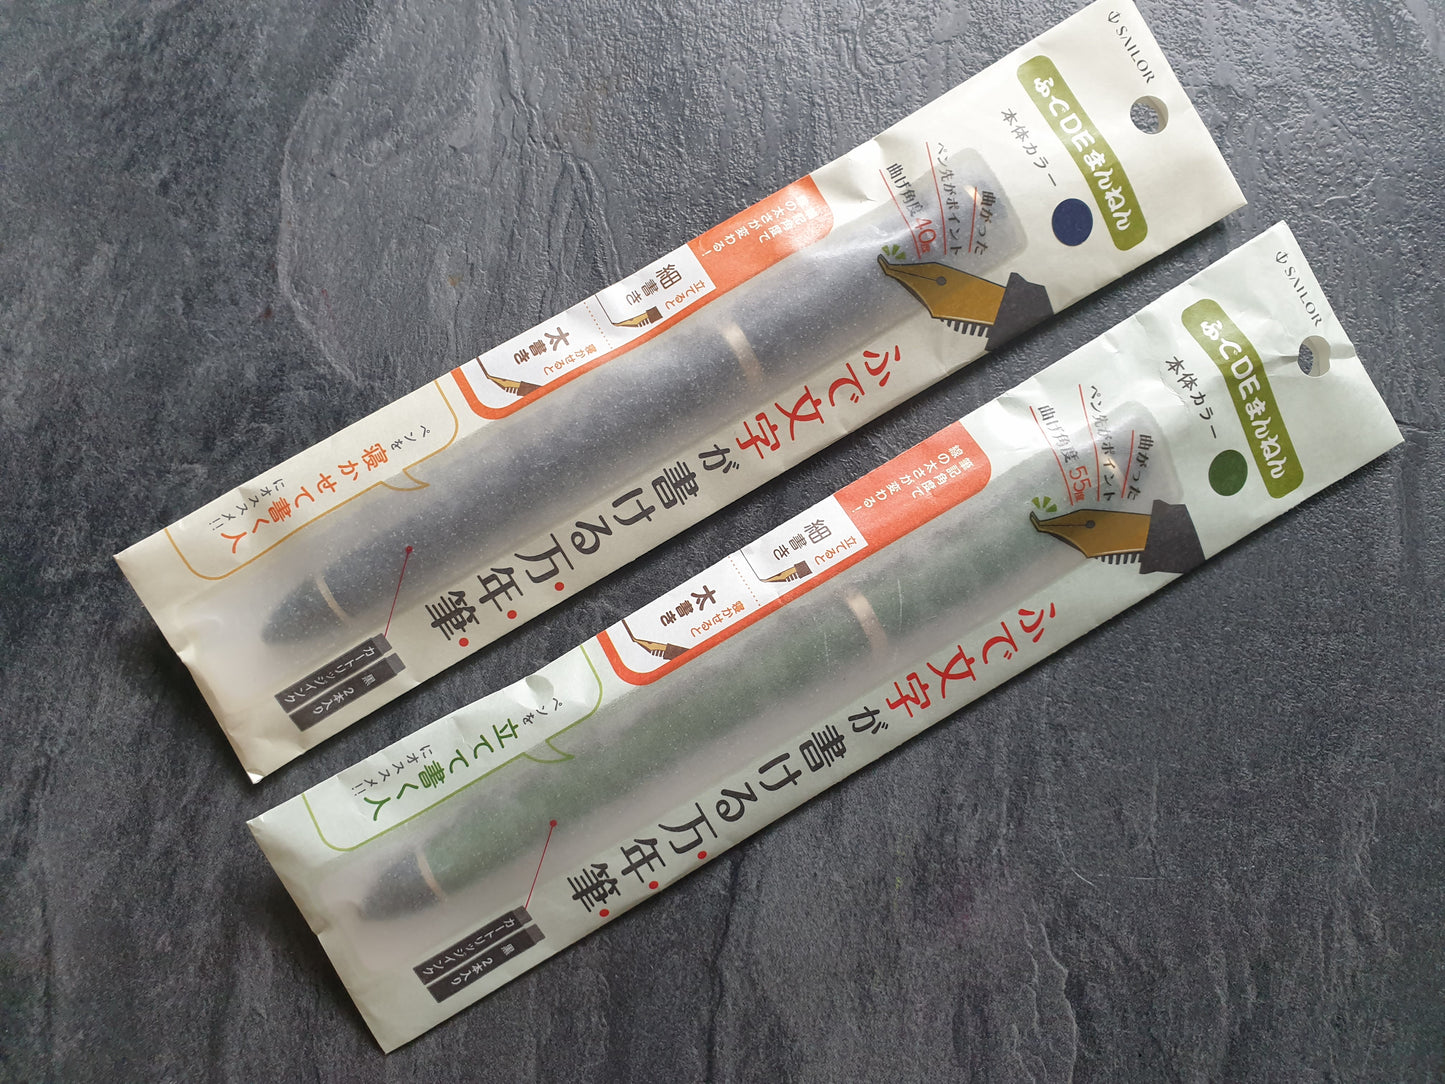 SAILOR
ふでDEまんねん
本体カラー
曲がった
ペン先がポイント
曲げ角度40度
筆記角度で
線の太さが変わる!
立てると
細書き
寝かせると
太書き
ふで文字が書ける万年筆
ペンを寝かせて書く人
にオススメ!!
カートリッジインク
黒 2本入り
SAILOR
ふでDEまんねん
本体カラー
曲がった
ペン先がポイント
曲げ角度55度
筆記角度で
線の太さが変わる!
立てると
細書き
寝かせると
太書き
ふで文字が書ける万年筆
ペンを立てて書く人
にオススメ!!
カートリッジインク
黒 2本入り